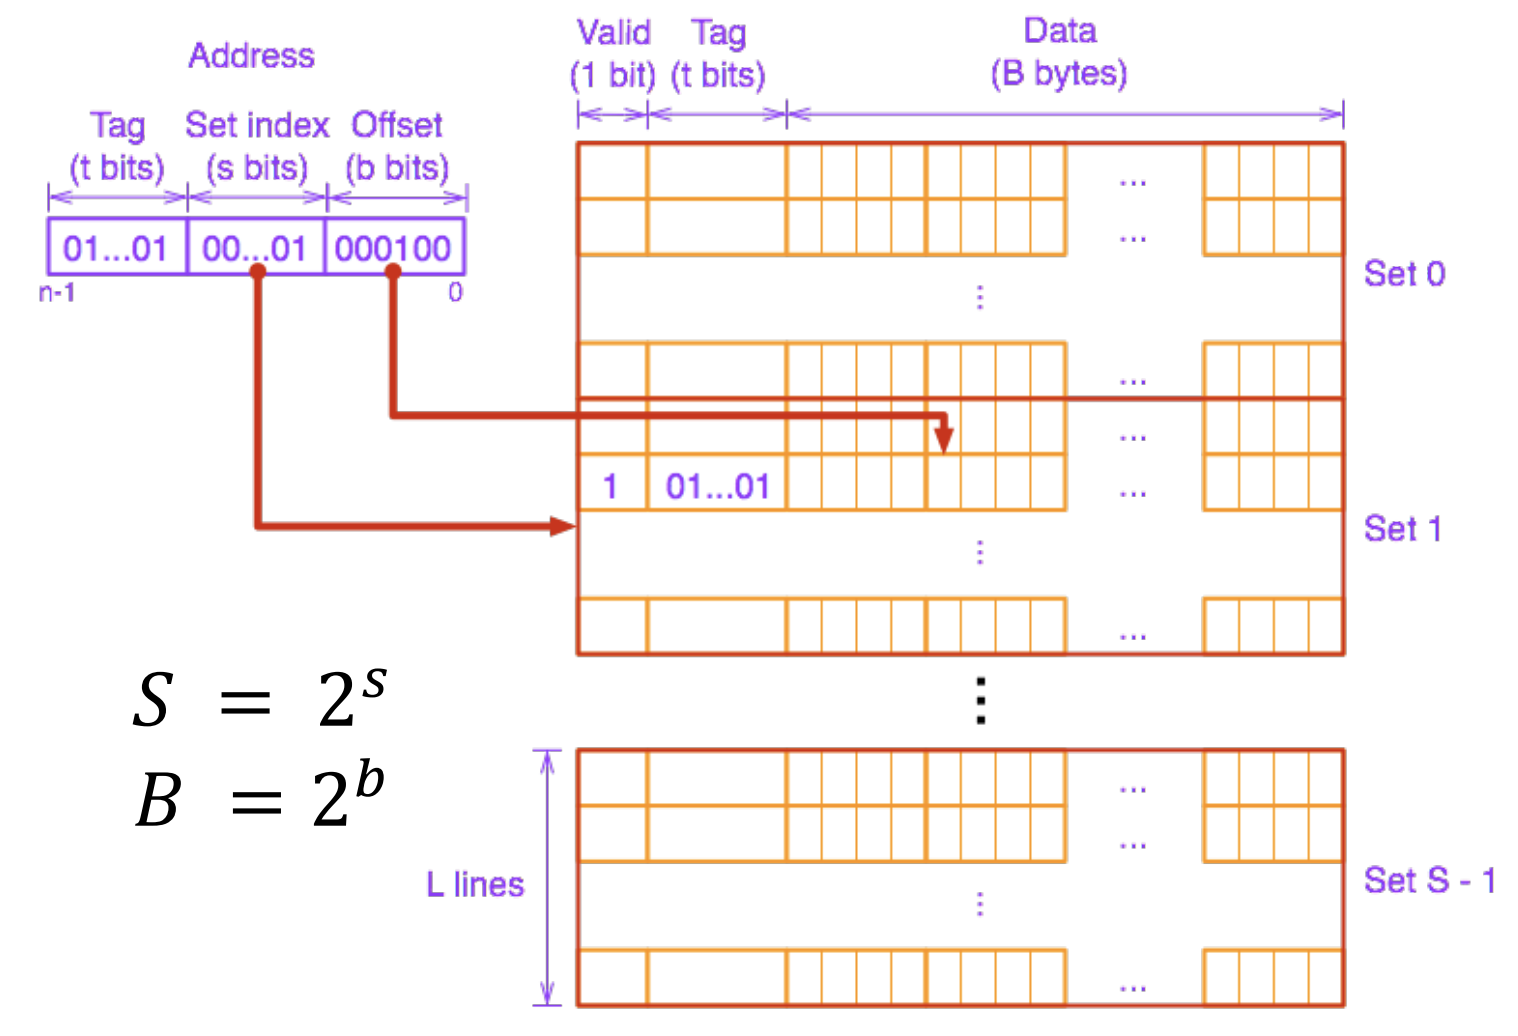 Address
Tag
(t bits)
Set index
(s bits)
Offset
(b bits)
01...01
00...01
000100
n-1
0
Valid
(1 bit)
Tag
(t bits)
Data
(B bytes)
...
...
⋮
...
Set 0
...
1
01...01
...
⋮
...
Set 1
⋮
S = 2^s
B = 2^b
L lines
...
...
⋮
...
Set S - 1